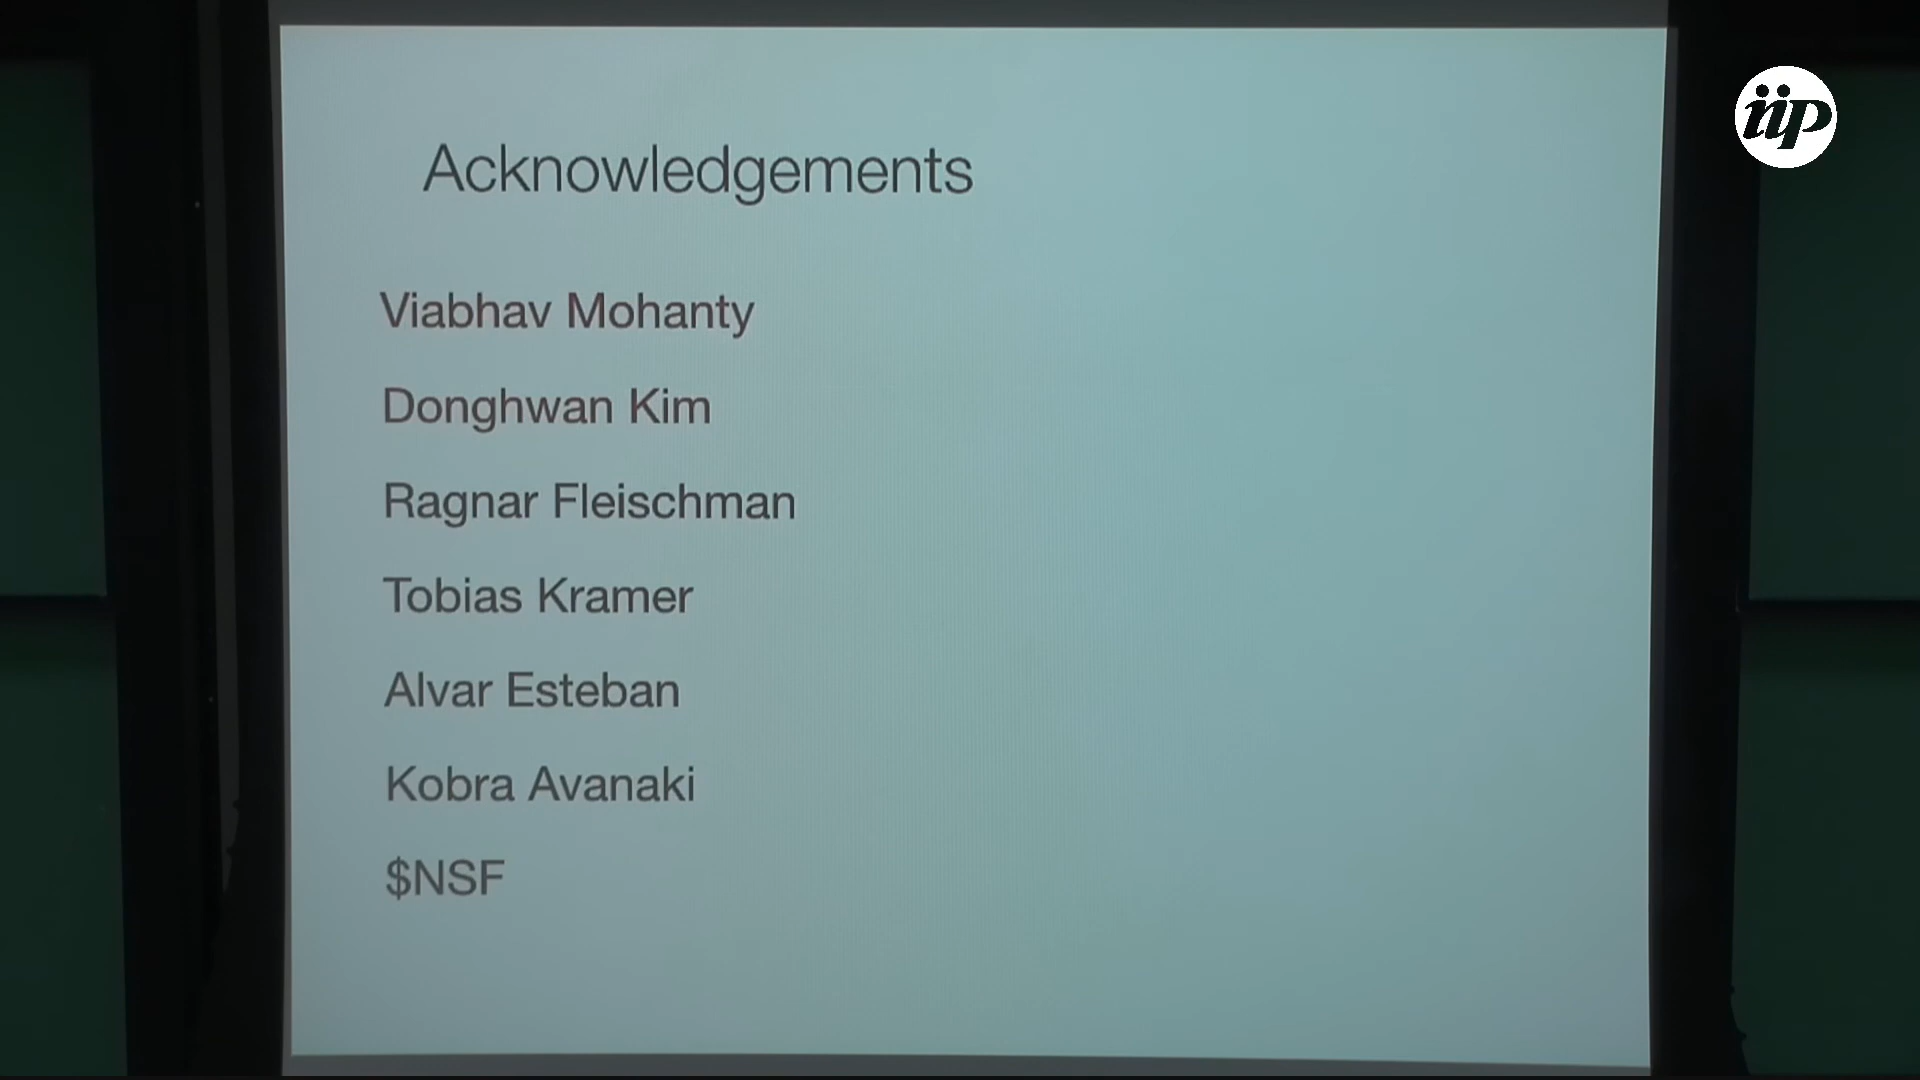 iip
Acknowledgements
Viabhav Mohanty
Donghwan Kim
Ragnar Fleischman
Tobias Kramer
Alvar Esteban
Kobra Avanaki
$NSF